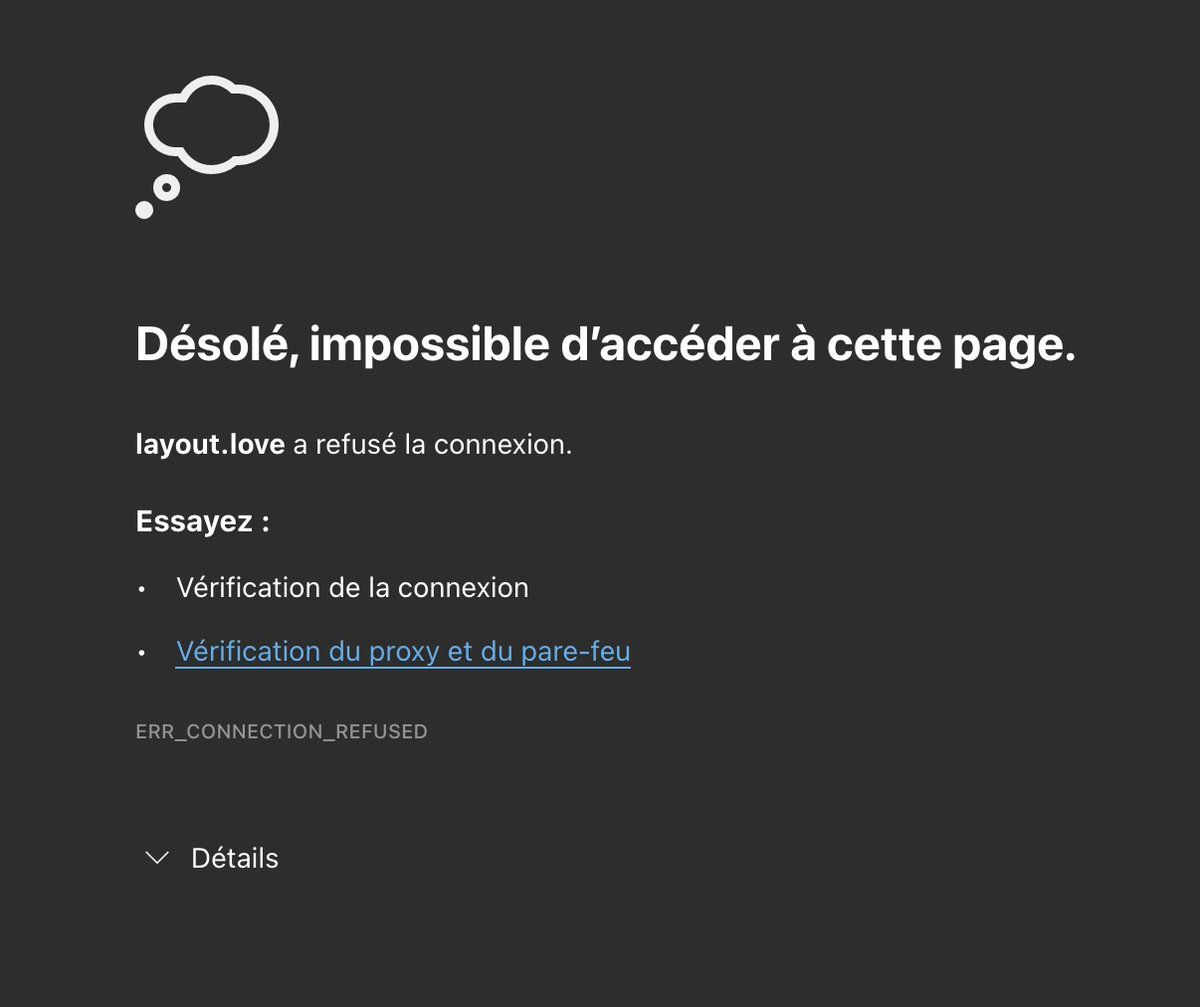 Désolé, impossible d’accéder à cette page.
layout.love a refusé la connexion.
Essayez :
• Vérification de la connexion
• Vérification du proxy et du pare-feu
ERR_CONNECTION_REFUSED
Détails